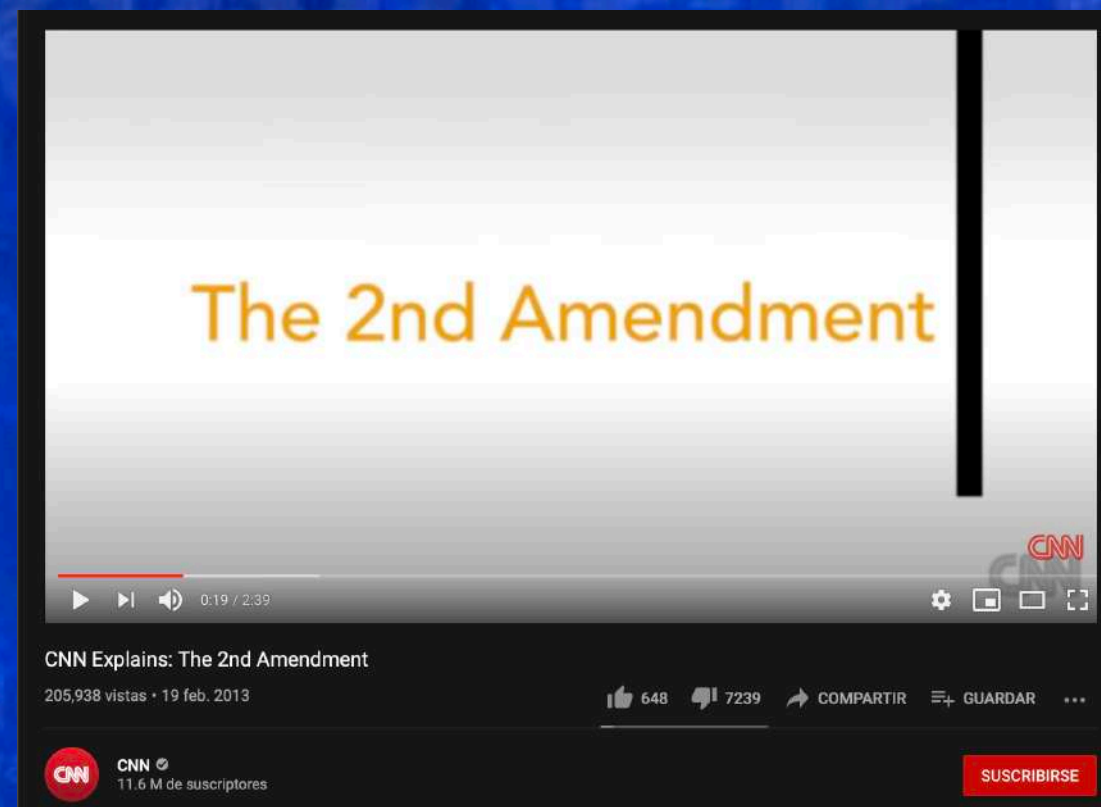 The 2nd Amendment
CNN
CNN
0:19 / 2:39
CNN Explains: The 2nd Amendment
205,938 vistas • 19 feb. 2013
648 7239 COMPARTIR GUARDAR
CNN
CNN
11.6 M de suscriptores
SUSCRIBIRSE